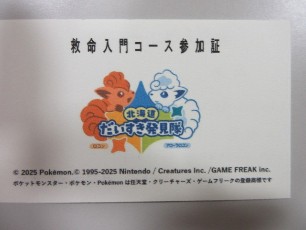 救命入門コース参加証
北海道
だいすき発見隊
ロコン アローラロコン
© 2025 Pokémon. © 1995-2025 Nintendo / Creatures Inc. /GAME FREAK inc.
ポケットモンスター・ポケモン・Pokémonは任天堂・クリーチャーズ・ゲームフリークの登録商標です